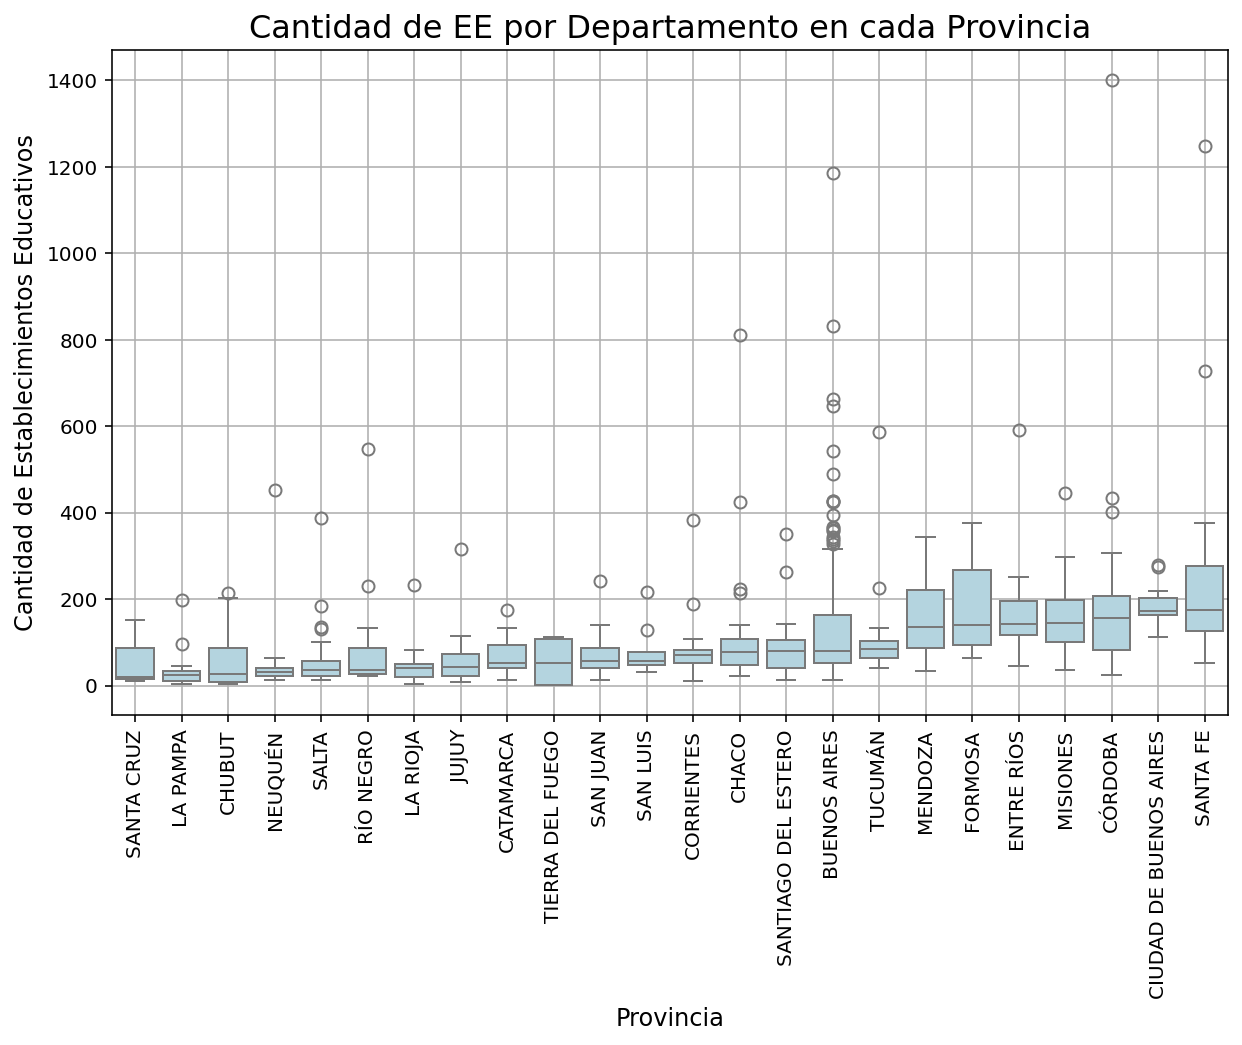 Cantidad de EE por Departamento en cada Provincia
Cantidad de Establecimientos Educativos
1400
1200
1000
800
600
400
200
0
SANTA CRUZ
LA PAMPA
CHUBUT
NEUQUÉN
SALTA
RÍO NEGRO
LA RIOJA
JUJUY
CATAMARCA
TIERRA DEL FUEGO
SAN JUAN
SAN LUIS
CORRIENTES
CHACO
SANTIAGO DEL ESTERO
BUENOS AIRES
TUCUMÁN
MENDOZA
FORMOSA
ENTRE RÍOS
MISIONES
CÓRDOBA
CIUDAD DE BUENOS AIRES
SANTA FE
Provincia